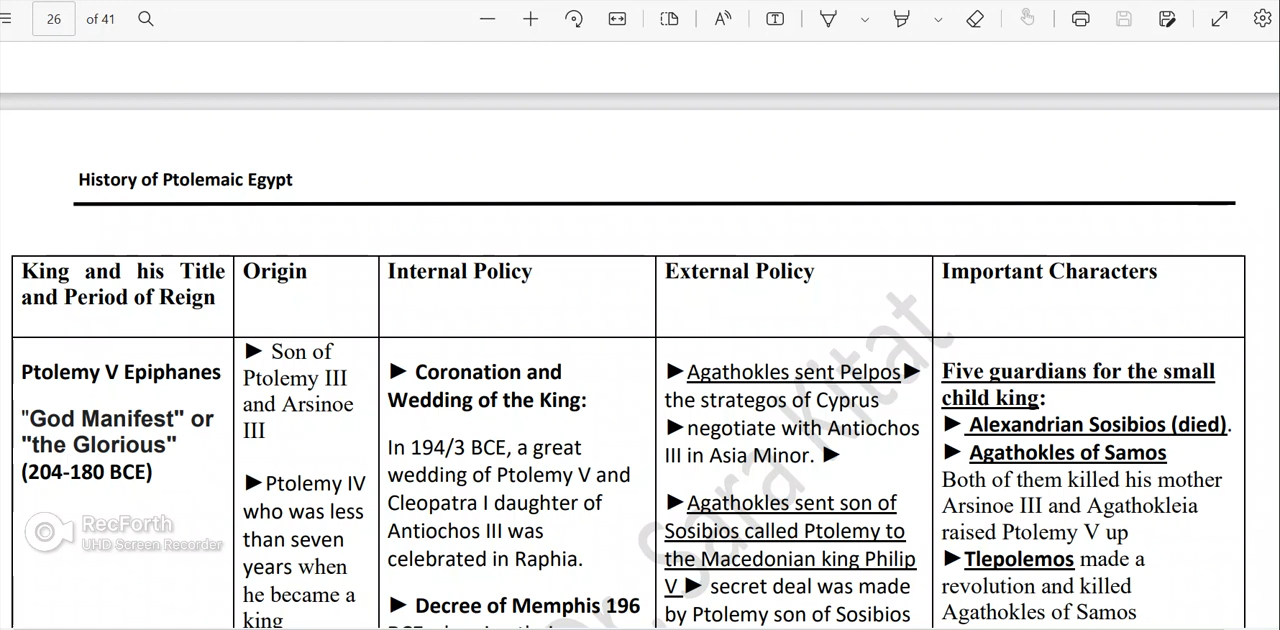 26 of 41
History of Ptolemaic Egypt
King and his Title
and Period of Reign
Origin
Internal Policy
External Policy
Important Characters
Ptolemy V Epiphanes
"God Manifest" or
"the Glorious"
(204-180 BCE)
► Son of
Ptolemy III
and Arsinoe
III
►Ptolemy IV
who was less
than seven
years when
he became a
king
► Coronation and
Wedding of the King:
In 194/3 BCE, a great
wedding of Ptolemy V and
Cleopatra I daughter of
Antiochos III was
celebrated in Raphia.
► Decree of Memphis 196
►Agathokles sent Pelpos►
the strategos of Cyprus
►negotiate with Antiochos
III in Asia Minor. ►
►Agathokles sent son of
Sosibios called Ptolemy to
the Macedonian king Philip
V► secret deal was made
by Ptolemy son of Sosibios
Five guardians for the small
child king:
► Alexandrian Sosibios (died).
► Agathokles of Samos
Both of them killed his mother
Arsinoe III and Agathokleia
raised Ptolemy V up
►Tlepolemos made a
revolution and killed
Agathokles of Samos
Sara Kitat
RecForth
UHD Screen Recorder